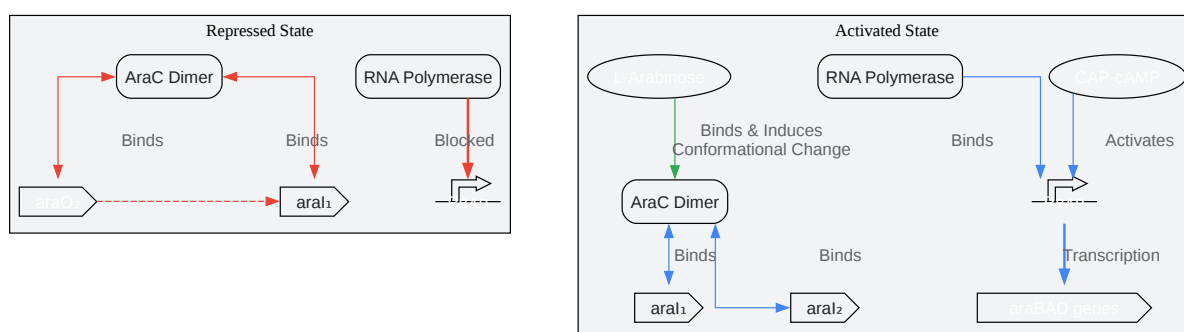 Repressed State
AraC Dimer
RNA Polymerase
Binds
Binds
Blocked
araO₂
araI₁
Activated State
L-Arabinose
RNA Polymerase
CAP-cAMP
Binds & Induces
Conformational Change
Binds
Activates
AraC Dimer
Binds
Binds
Transcription
araI₁
araI₂
araBAD genes